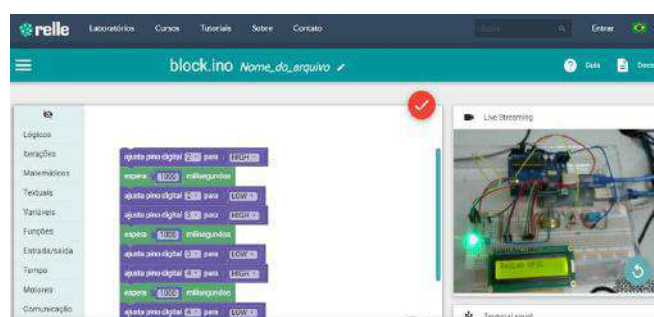 relle Laboratórios Cursos Tutoriais Sobre Contato Entrar
block.ino Nome_do_arquivo Guia
Live Streaming
Lógicos
Iterações
Matemáticos
Textuais
Variáveis
Funções
Entrada/saída
Tempo
Motores
Comunicação
ajusta pino digital 2 para HIGH
espera 1000 milisegundos
ajusta pino digital 2 para LOW
ajusta pino digital 3 para HIGH
espera 1000 milisegundos
ajusta pino digital 3 para LOW
ajusta pino digital 4 para HIGH
espera 1000 milisegundos
ajusta pino digital 4 para LOW